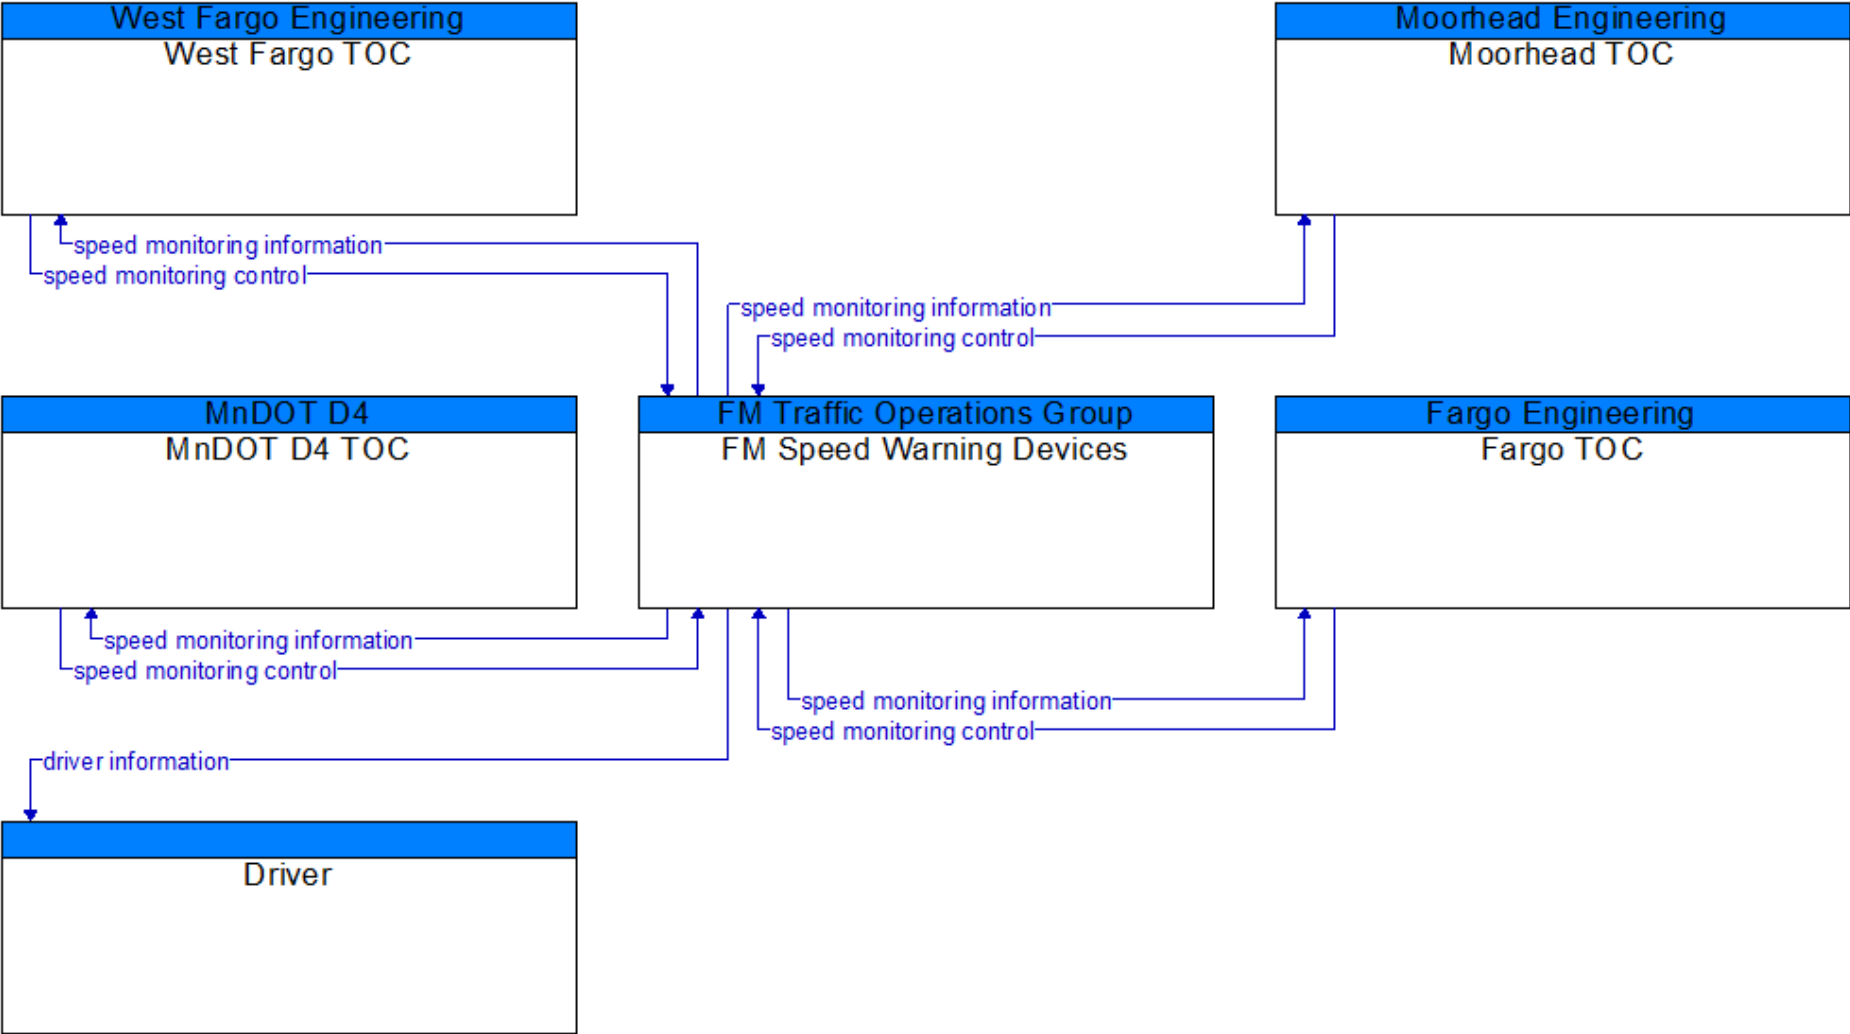 West Fargo Engineering
West Fargo TOC
Moorhead Engineering
Moorhead TOC
speed monitoring information
speed monitoring control
speed monitoring information
speed monitoring control
MnDOT D4
MnDOT D4 TOC
FM Traffic Operations Group
FM Speed Warning Devices
Fargo Engineering
Fargo TOC
speed monitoring information
speed monitoring control
speed monitoring information
speed monitoring control
driver information
Driver